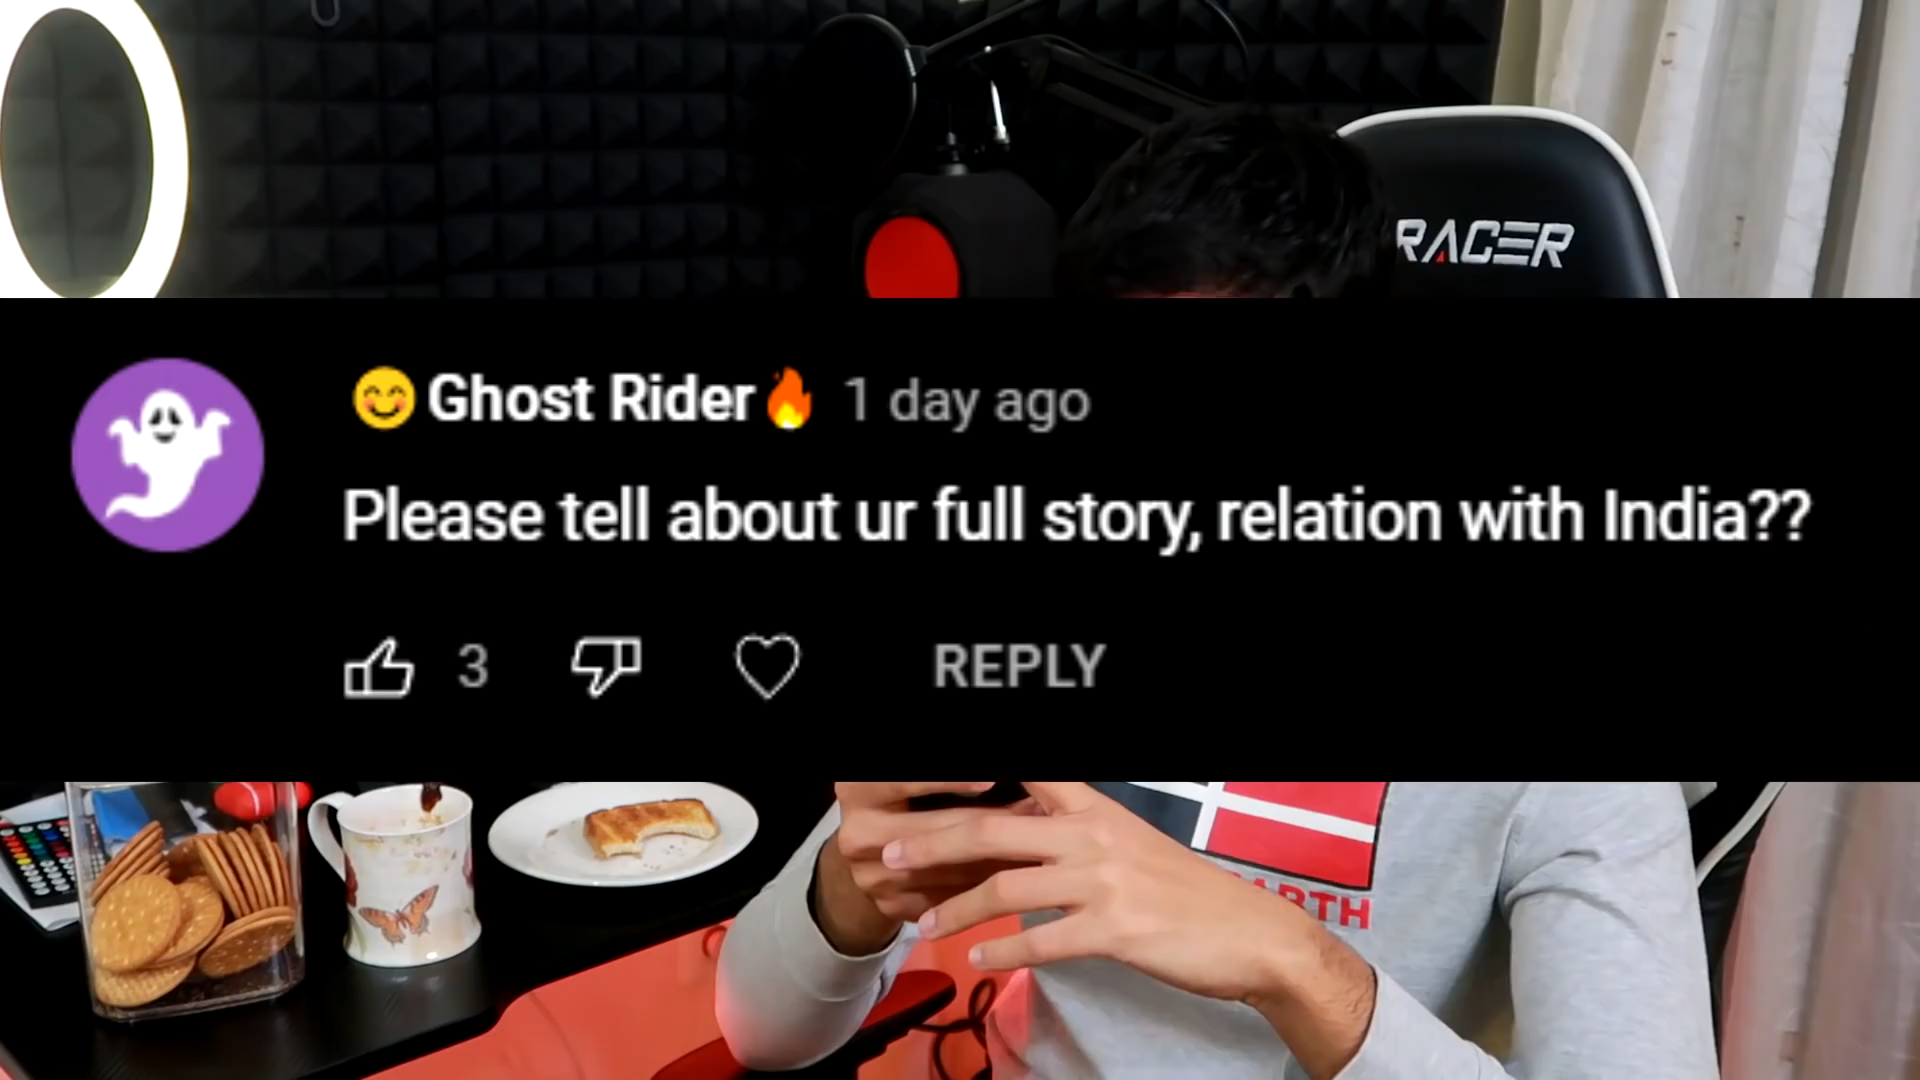 RACER
😊 Ghost Rider🔥 1 day ago
Please tell about ur full story, relation with India??
3
REPLY